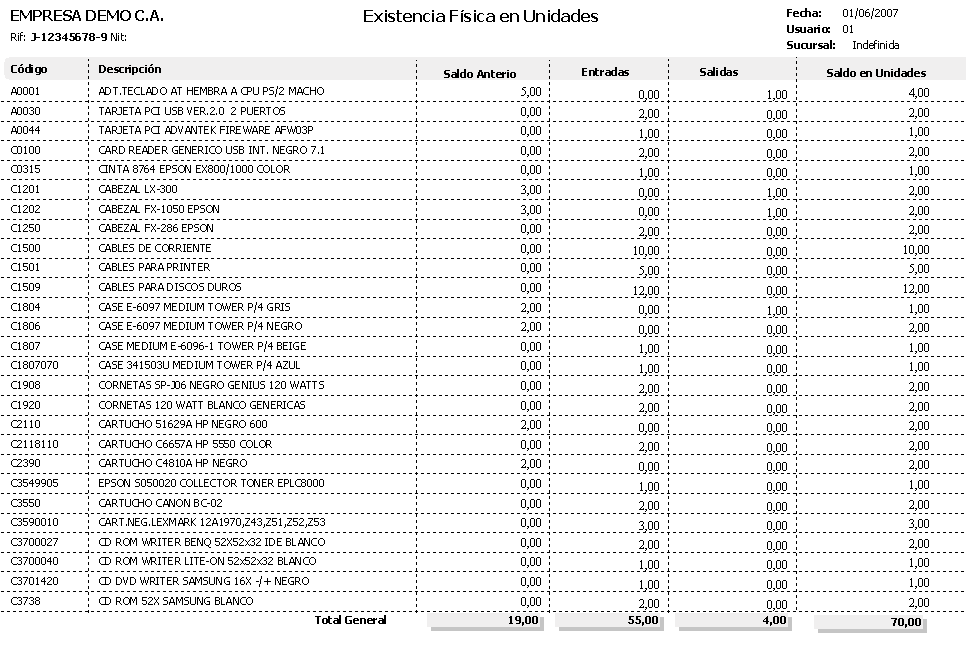 EMPRESA DEMO C.A. Existencia Física en Unidades Fecha: 01/06/2007
Rif: J-12345678-9 Nit: Usuario: 01
Sucursal: Indefinida
Código Descripción Saldo Anterio Entradas Salidas Saldo en Unidades
A0001 ADT.TECLADO AT HEMBRA A CPU PS/2 MACHO 5,00 0,00 1,00 4,00
A0030 TARJETA PCI USB VER.2.0 2 PUERTOS 0,00 2,00 0,00 2,00
A0044 TARJETA PCI ADVANTEK FIREWARE AFW03P 0,00 1,00 0,00 1,00
C0100 CARD READER GENERICO USB INT. NEGRO 7.1 0,00 2,00 0,00 2,00
C0315 CINTA 8764 EPSON EX800/1000 COLOR 0,00 1,00 0,00 1,00
C1201 CABEZAL LX-300 3,00 0,00 1,00 2,00
C1202 CABEZAL FX-1050 EPSON 3,00 0,00 1,00 2,00
C1250 CABEZAL FX-286 EPSON 0,00 2,00 0,00 2,00
C1500 CABLES DE CORRIENTE 0,00 10,00 0,00 10,00
C1501 CABLES PARA PRINTER 0,00 5,00 0,00 5,00
C1509 CABLES PARA DISCOS DUROS 0,00 12,00 0,00 12,00
C1804 CASE E-6097 MEDIUM TOWER P/4 GRIS 2,00 0,00 1,00 1,00
C1806 CASE E-6097 MEDIUM TOWER P/4 NEGRO 2,00 0,00 0,00 2,00
C1807 CASE MEDIUM E-6096-1 TOWER P/4 BEIGE 0,00 1,00 0,00 1,00
C1807070 CASE 341503U MEDIUM TOWER P/4 AZUL 0,00 1,00 0,00 1,00
C1908 CORNETAS SP-J06 NEGRO GENIUS 120 WATTS 0,00 2,00 0,00 2,00
C1920 CORNETAS 120 WATT BLANCO GENERICAS 0,00 2,00 0,00 2,00
C2110 CARTUCHO 51629A HP NEGRO 600 2,00 0,00 0,00 2,00
C2118110 CARTUCHO C6657A HP 5550 COLOR 0,00 2,00 0,00 2,00
C2390 CARTUCHO C4810A HP NEGRO 2,00 0,00 0,00 2,00
C3549905 EPSON S050020 COLLECTOR TONER EPLC8000 0,00 1,00 0,00 1,00
C3550 CARTUCHO CANON BC-02 0,00 2,00 0,00 2,00
C3590010 CART.NEG.LEXMARK 12A1970,Z43,Z51,Z52,Z53 0,00 3,00 0,00 3,00
C3700027 CD ROM WRITER BENQ 52X52x32 IDE BLANCO 0,00 2,00 0,00 2,00
C3700040 CD ROM WRITER LITE-ON 52x52x32 BLANCO 0,00 1,00 0,00 1,00
C3701420 CD DVD WRITER SAMSUNG 16X -/+ NEGRO 0,00 1,00 0,00 1,00
C3738 CD ROM 52X SAMSUNG BLANCO 0,00 2,00 0,00 2,00
Total General 19,00 55,00 4,00 70,00